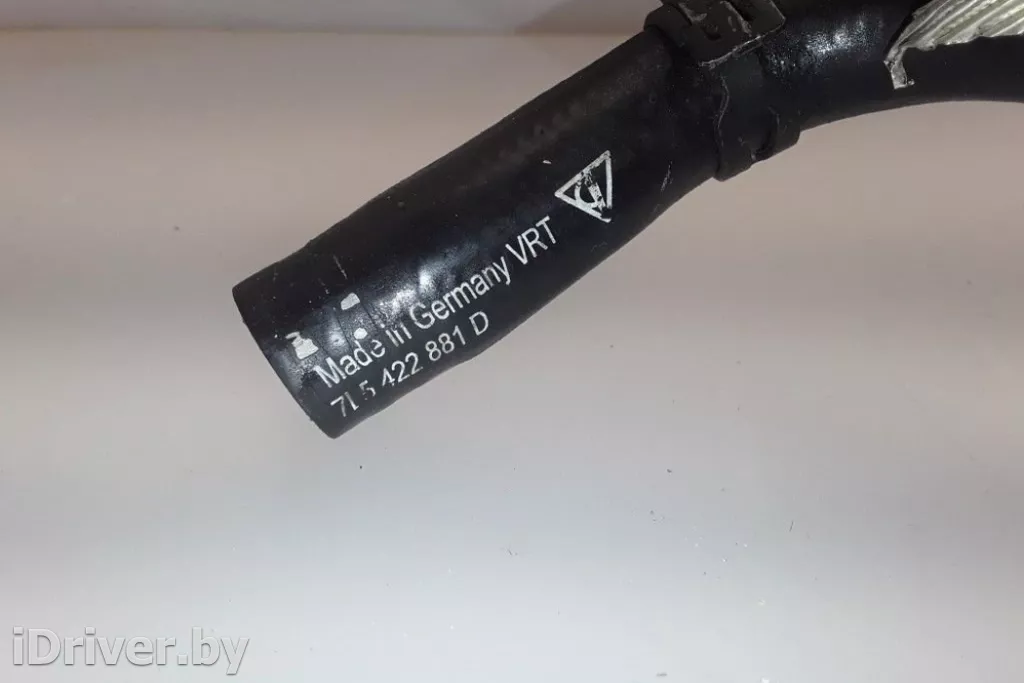 Made in Germany VRT
7L5 422 881 D
iDriver.by